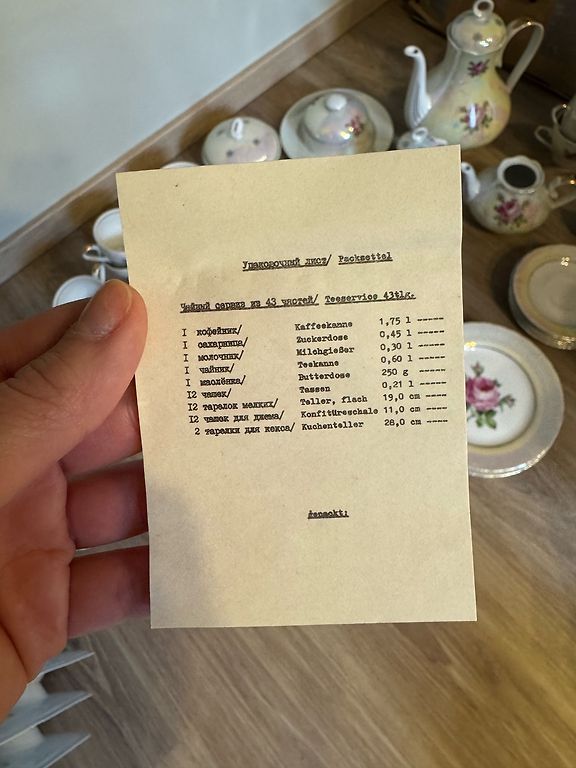 Упаковочный лист/ Packzettel
Чайный сервиз из 43 частей/ Teeservice 43tlg.
I кофейник/ Kaffeekanne 1,75 l -----
I сахарница/ Zuckerdose 0,45 l -----
I молочник/ Milchgießer 0,30 l -----
I чайник/ Teekanne 0,60 l -----
I маслёнка/ Butterdose 250 g -----
I2 чашек/ Tassen 0,21 l -----
I2 тарелок мелких/ Teller, flach 19,0 cm ----
I2 чашек для джема/ Konfitüreschale 11,0 cm ----
2 тарелки для кекса/ Kuchenteller 28,0 cm ----
gepackt: